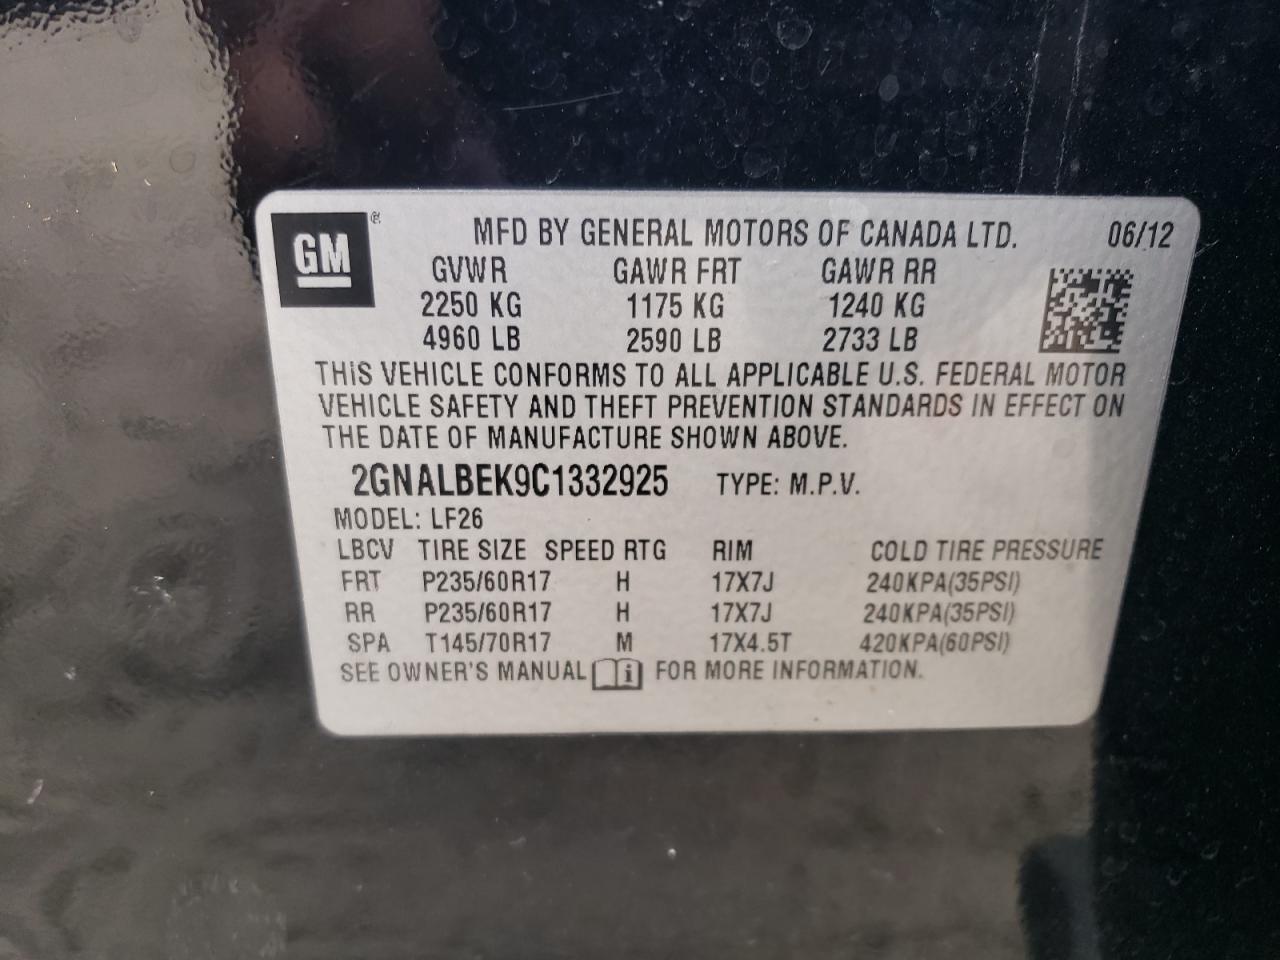 GM ® MFD BY GENERAL MOTORS OF CANADA LTD. 06/12
GVWR GAWR FRT GAWR RR
2250 KG 1175 KG 1240 KG
4960 LB 2590 LB 2733 LB
THIS VEHICLE CONFORMS TO ALL APPLICABLE U.S. FEDERAL MOTOR
VEHICLE SAFETY AND THEFT PREVENTION STANDARDS IN EFFECT ON
THE DATE OF MANUFACTURE SHOWN ABOVE.
2GNALBEK9C1332925 TYPE: M.P.V.
MODEL: LF26
LBCV TIRE SIZE SPEED RTG RIM COLD TIRE PRESSURE
FRT P235/60R17 H 17X7J 240KPA(35PSI)
RR P235/60R17 H 17X7J 240KPA(35PSI)
SPA T145/70R17 M 17X4.5T 420KPA(60PSI)
SEE OWNER'S MANUAL i FOR MORE INFORMATION.